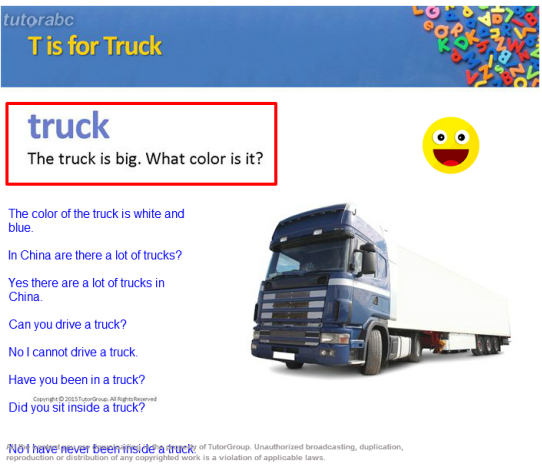 tutorabc
T is for Truck
truck
The truck is big. What color is it?
The color of the truck is white and
blue.
In China are there a lot of trucks?
Yes there are a lot of trucks in
China.
Can you drive a truck?
No I cannot drive a truck.
Have you been in a truck?
Copyright © 2015 TutorGroup. All Rights Reserved
Did you sit inside a truck?
No I have never been inside a truck.
property of TutorGroup. Unauthorized broadcasting, duplication,
reproduction or distribution of any copyrighted work is a violation of applicable laws.